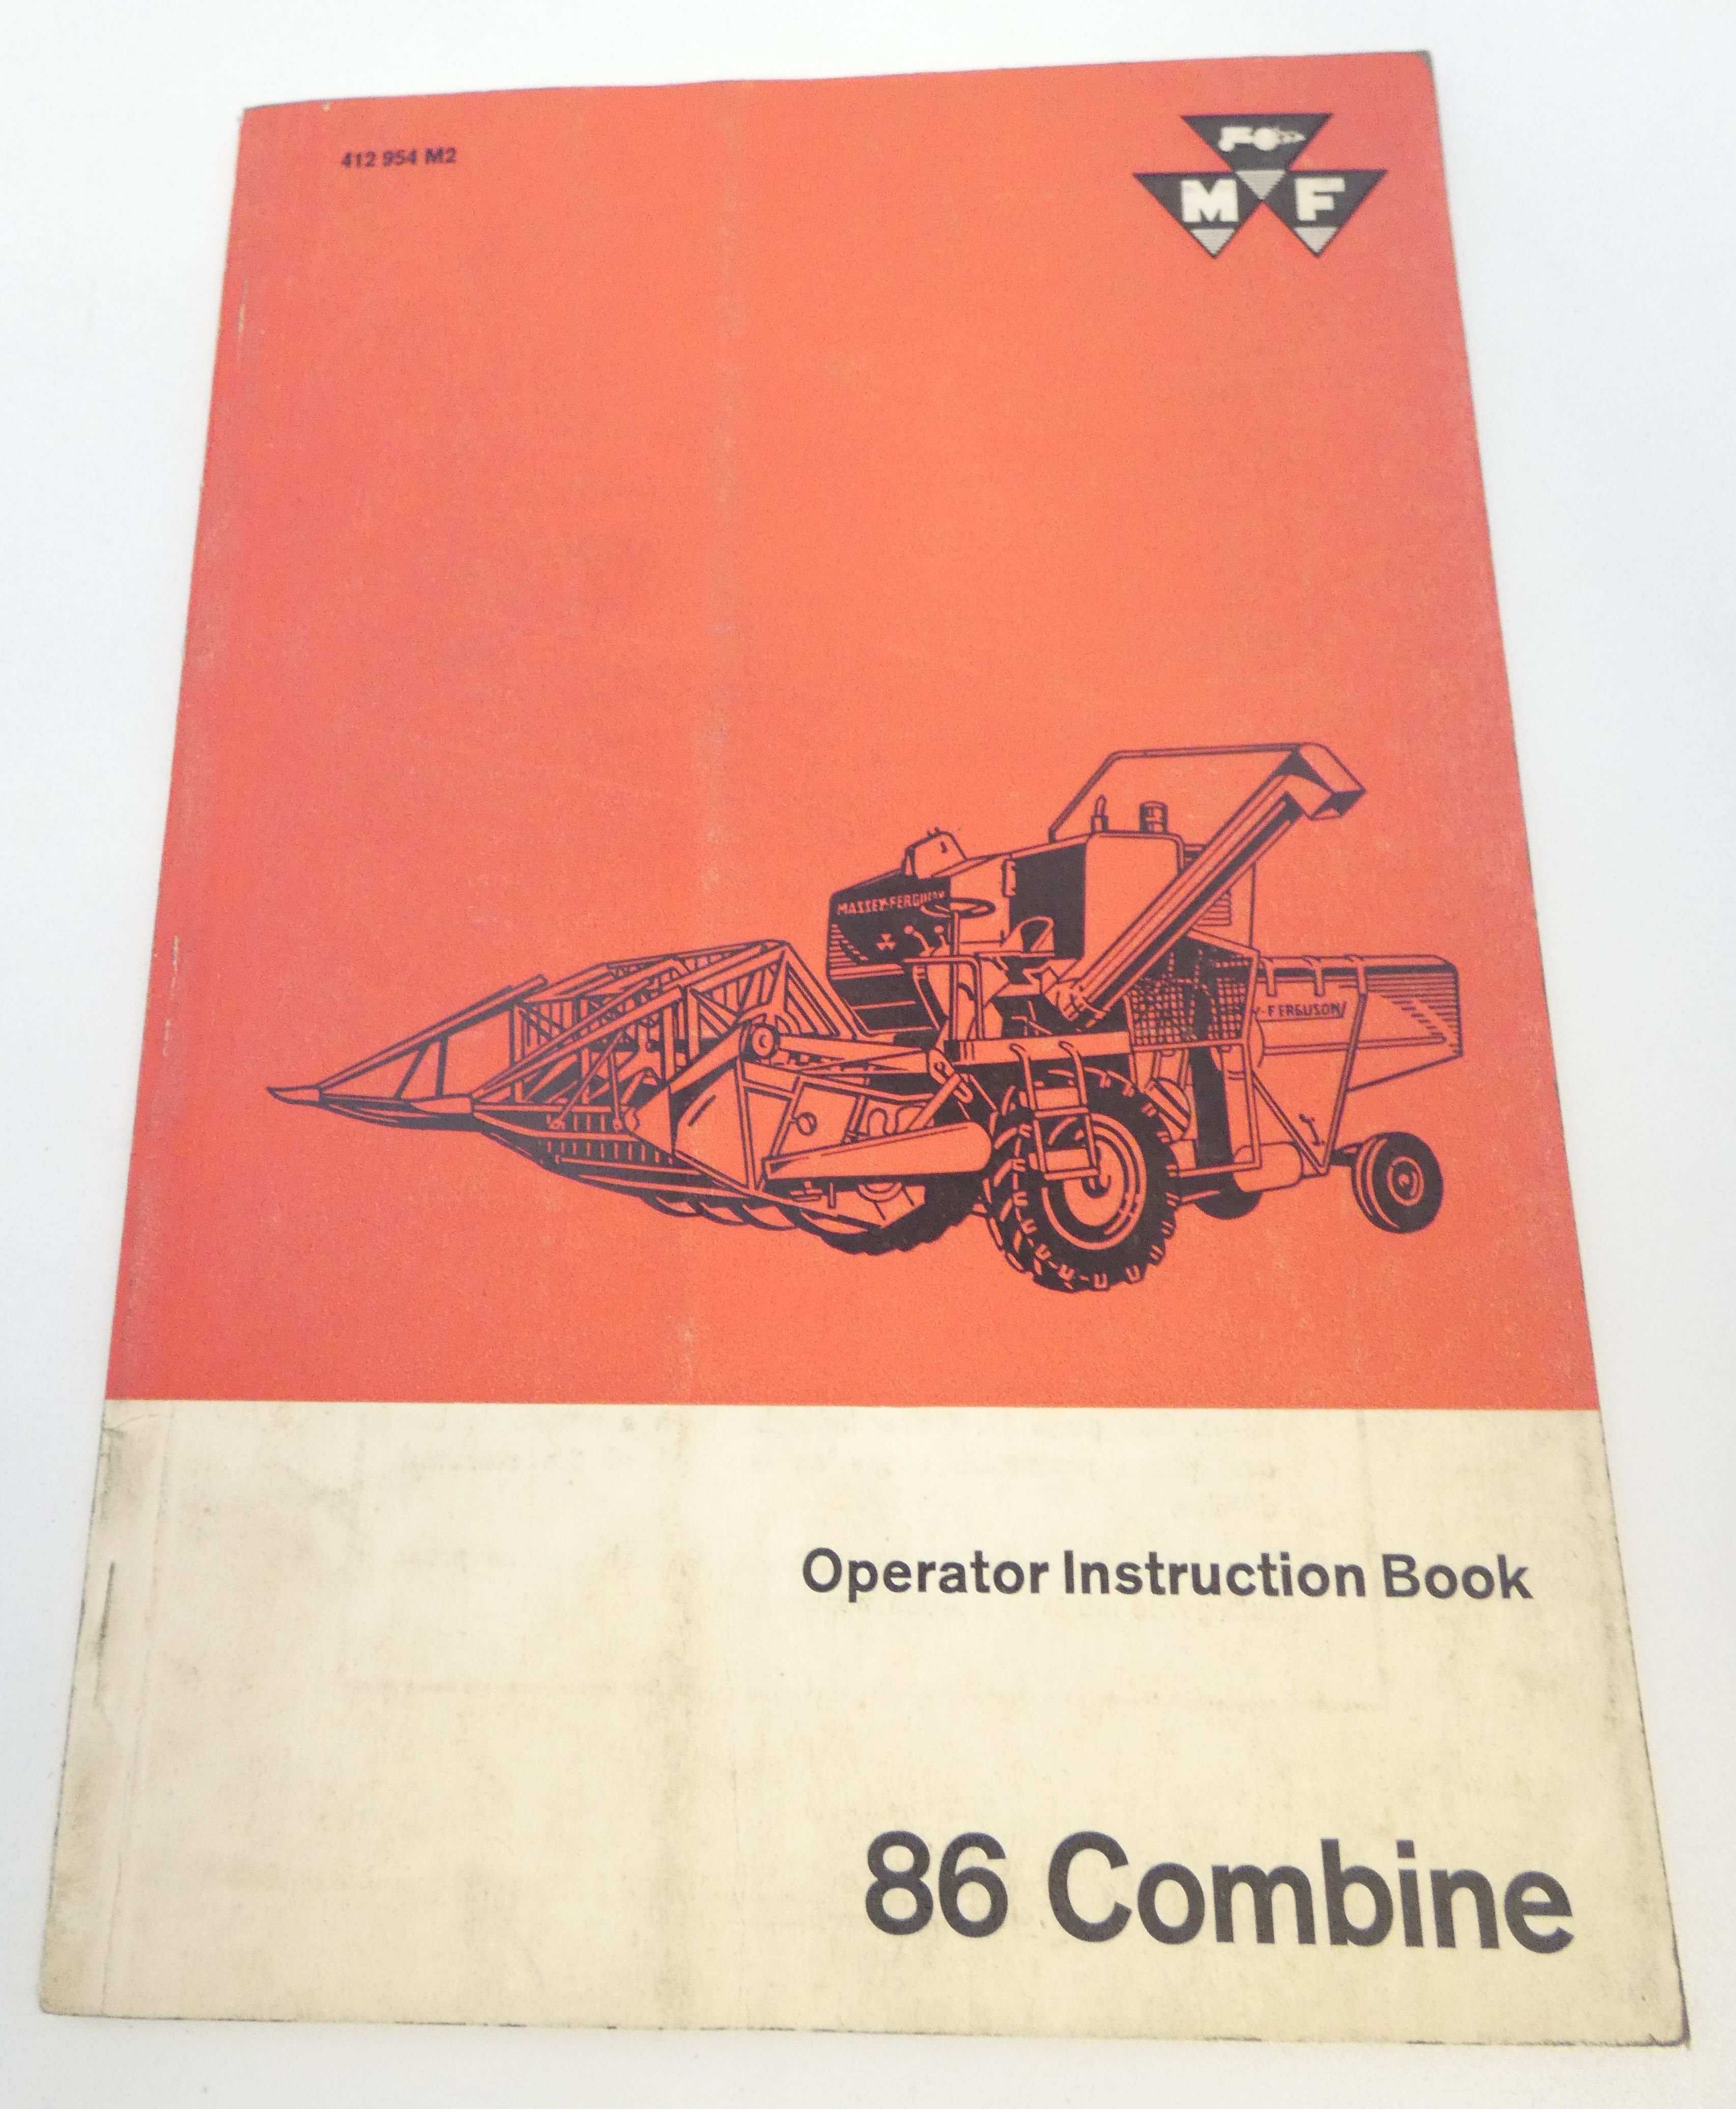 412 954 M2
M F
MASSEY-FERGUSON
Y-FERGUSON
Operator Instruction Book
86 Combine